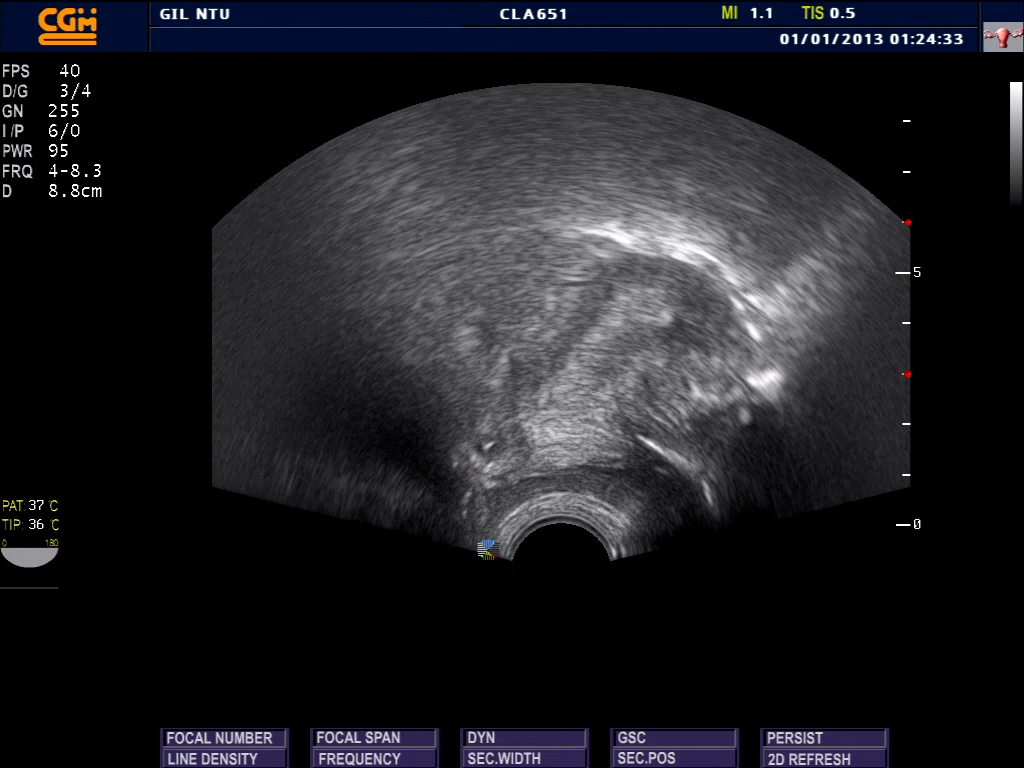 CGM
GIL NTU
CLA651
MI 1.1 TIS 0.5
01/01/2013 01:24:33
FPS 40
D/G 3/4
GN 255
I/P 6/0
PWR 95
FRQ 4-8.3
D 8.8cm
5
PAT: 37 °C
TIP: 36 °C
0 180
0
FOCAL NUMBER
FOCAL SPAN
DYN
GSC
PERSIST
LINE DENSITY
FREQUENCY
SEC.WIDTH
SEC.POS
2D REFRESH